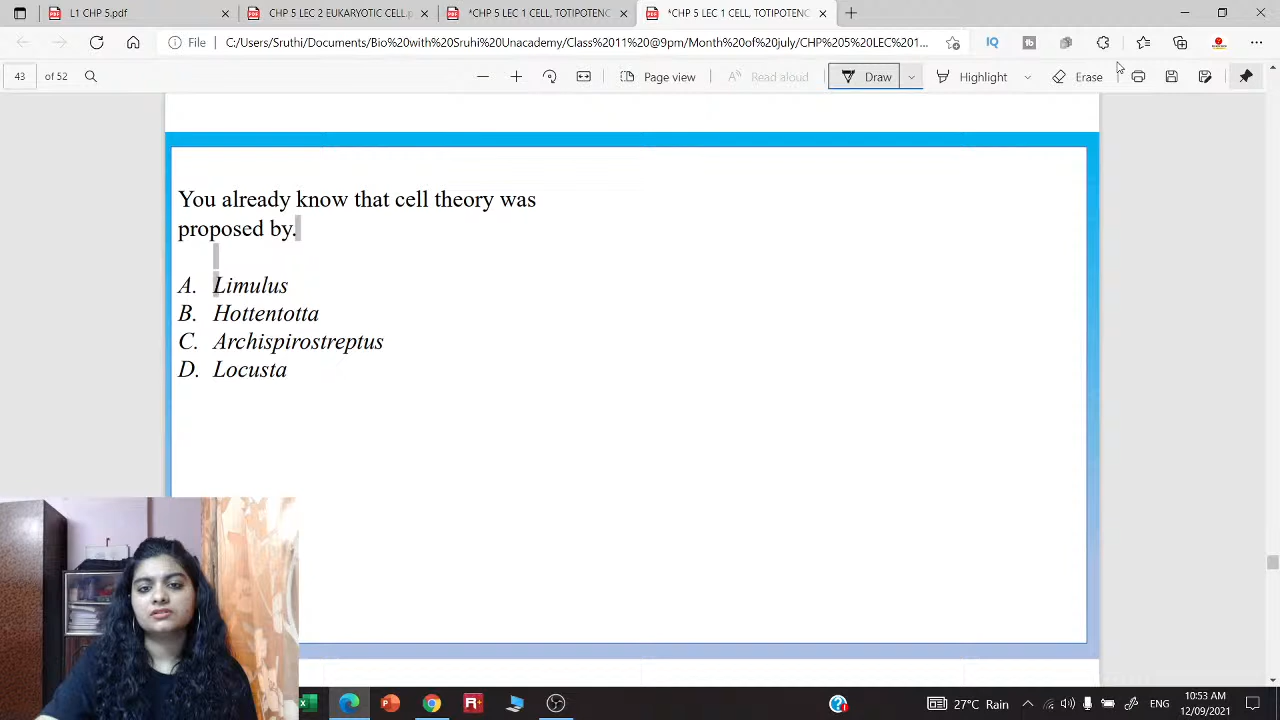 L1 CHP 5.pdf
CHP 5 LEC 2 EUKARYOTIC CELL.p
*CHP 5 LEC 1 CELL, TOTIPOTENC
*CHP 5 LEC 1 CELL, TOTIPOTENC
File
C:/Users/Sruthi/Documents/Bio%20with%20Sruhi%20Unacademy/Class%2011%20@9pm/Month%20of%20july/CHP%205%20LEC%201...
43 of 52
Page view
Read aloud
Draw
Highlight
Erase
You already know that cell theory was
proposed by.
A. Limulus
B. Hottentotta
C. Archispirostreptus
D. Locusta
27°C Rain
ENG
10:53 AM
12/09/2021